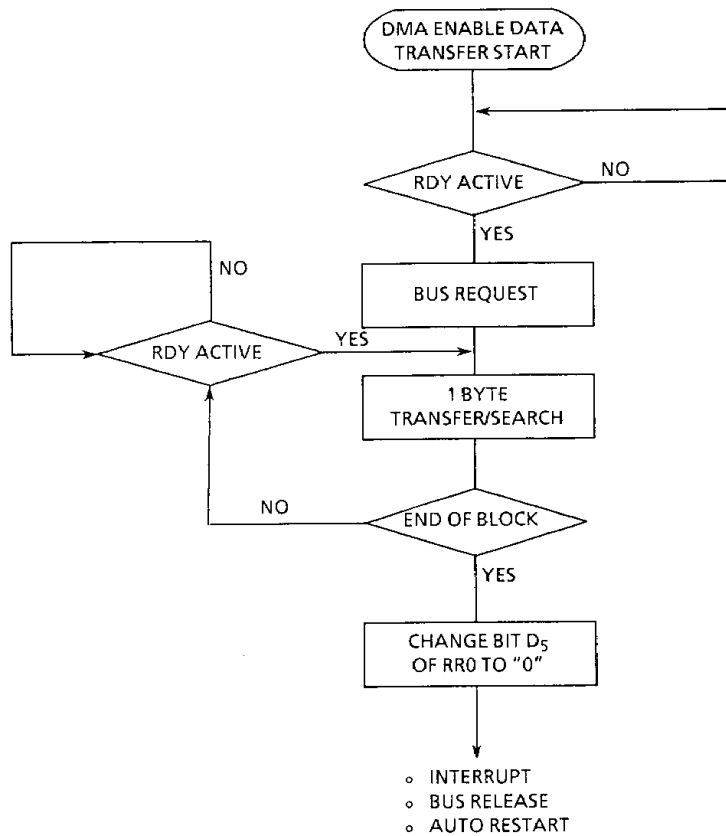 DMA ENABLE DATA
TRANSFER START
RDY ACTIVE
NO
YES
BUS REQUEST
NO
RDY ACTIVE
YES
1 BYTE
TRANSFER/SEARCH
NO
END OF BLOCK
YES
CHANGE BIT D₅
OF RR0 TO "0"
∘ INTERRUPT
∘ BUS RELEASE
∘ AUTO RESTART